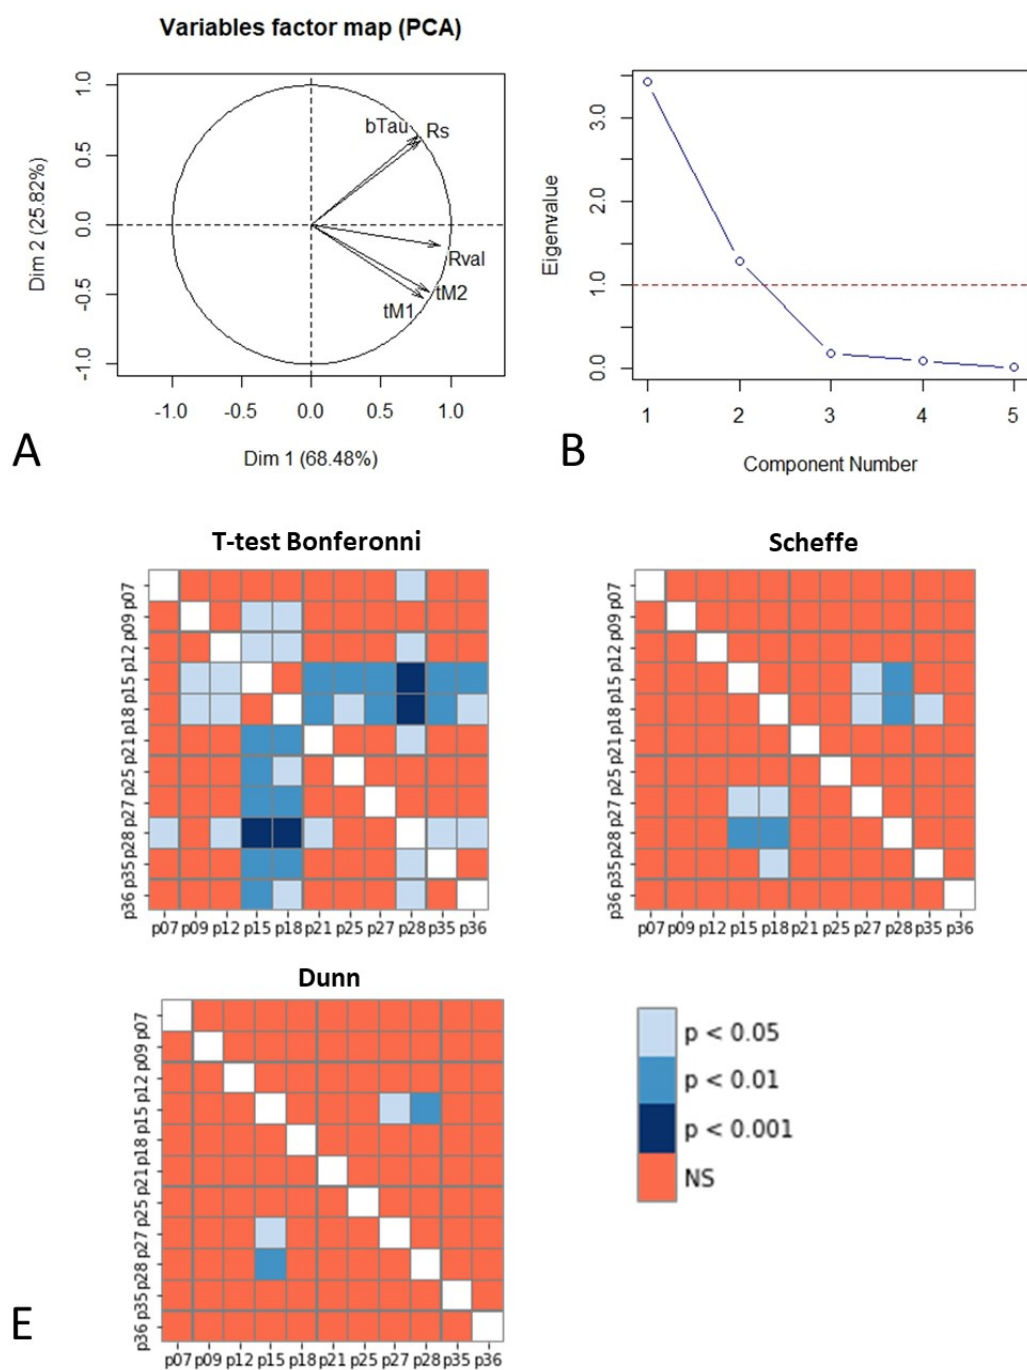 Variables factor map (PCA)
Dim 2 (25.82%)
1.0
0.5
0.0
-0.5
-1.0
bTau
Rs
Rval
tM2
tM1
-1.0 -0.5 0.0 0.5 1.0
Dim 1 (68.48%)
A
Eigenvalue
3.0
2.0
1.0
0.0
1 2 3 4 5
Component Number
B
T-test Bonferonni
p07
p09
p12
p15
p18
p21
p25
p27
p28
p35
p36
p07 p09 p12 p15 p18 p21 p25 p27 p28 p35 p36
Scheffe
p07
p09
p12
p15
p18
p21
p25
p27
p28
p35
p36
p07 p09 p12 p15 p18 p21 p25 p27 p28 p35 p36
Dunn
p07
p09
p12
p15
p18
p21
p25
p27
p28
p35
p36
p07 p09 p12 p15 p18 p21 p25 p27 p28 p35 p36
p < 0.05
p < 0.01
p < 0.001
NS
E